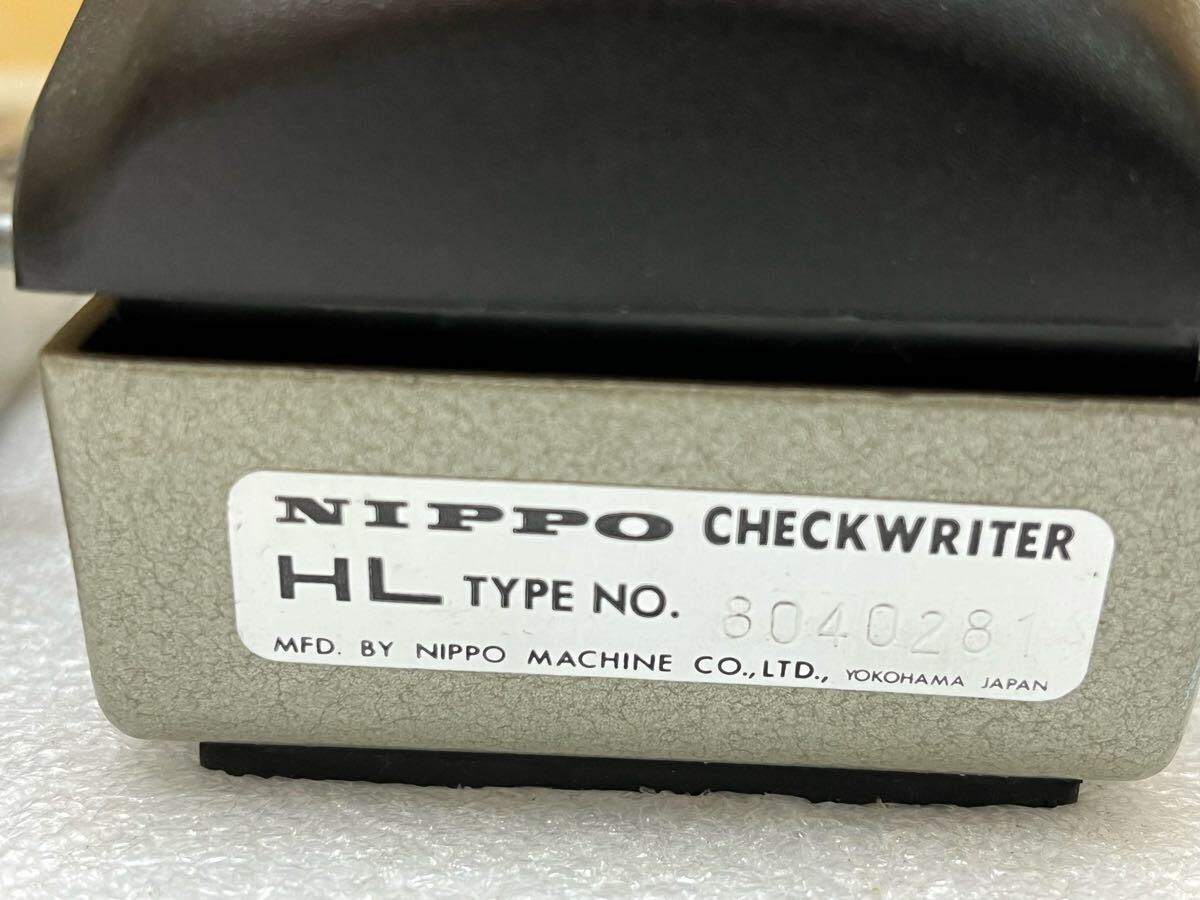 NIPPO CHECKWRITER
HL TYPE NO. 8040281
MFD. BY NIPPO MACHINE CO.,LTD., YOKOHAMA JAPAN